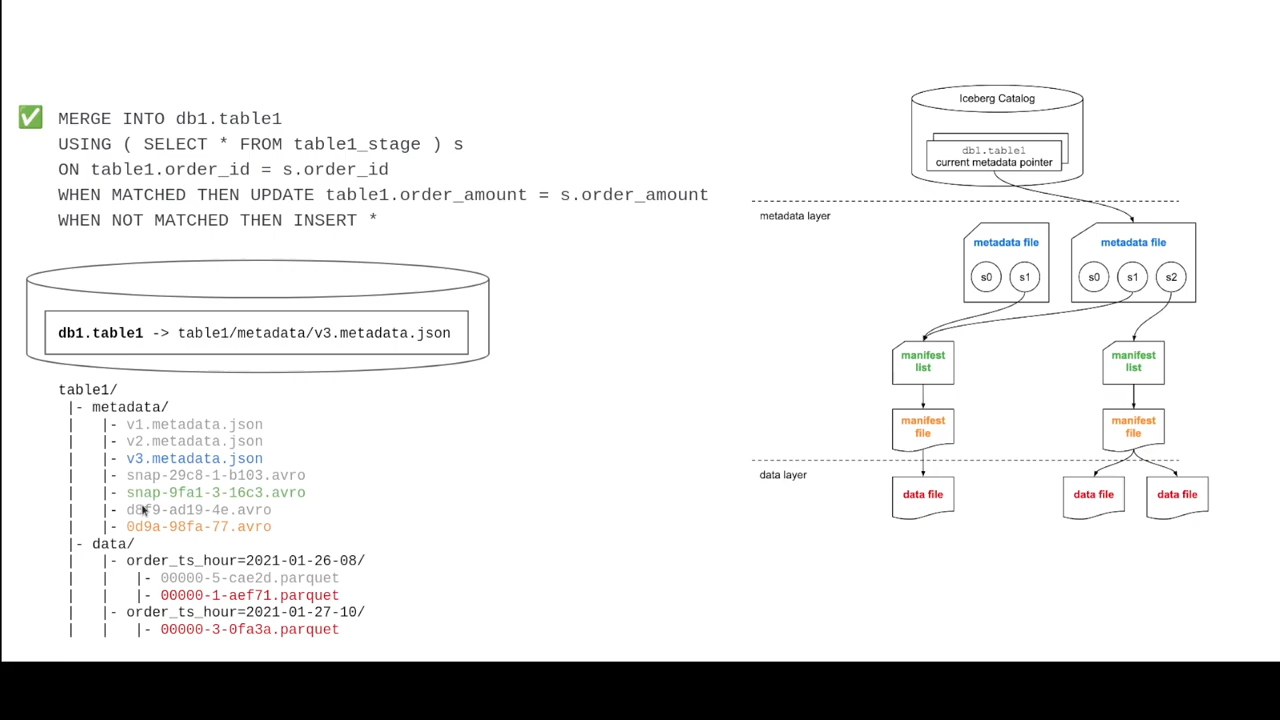 MERGE INTO db1.table1
USING ( SELECT * FROM table1_stage ) s
ON table1.order_id = s.order_id
WHEN MATCHED THEN UPDATE table1.order_amount = s.order_amount
WHEN NOT MATCHED THEN INSERT *
db1.table1 -> table1/metadata/v3.metadata.json
table1/
|- metadata/
| |- v1.metadata.json
| |- v2.metadata.json
| |- v3.metadata.json
| |- snap-29c8-1-b103.avro
| |- snap-9fa1-3-16c3.avro
| |- d8f9-ad19-4e.avro
| |- 0d9a-98fa-77.avro
|- data/
| |- order_ts_hour=2021-01-26-08/
| | |- 00000-5-cae2d.parquet
| | |- 00000-1-aef71.parquet
| |- order_ts_hour=2021-01-27-10/
| | |- 00000-3-0fa3a.parquet
Iceberg Catalog
db1.table1
current metadata pointer
metadata layer
metadata file
s0 s1
metadata file
s0 s1 s2
manifest
list
manifest
list
manifest
file
manifest
file
data layer
data file
data file
data file